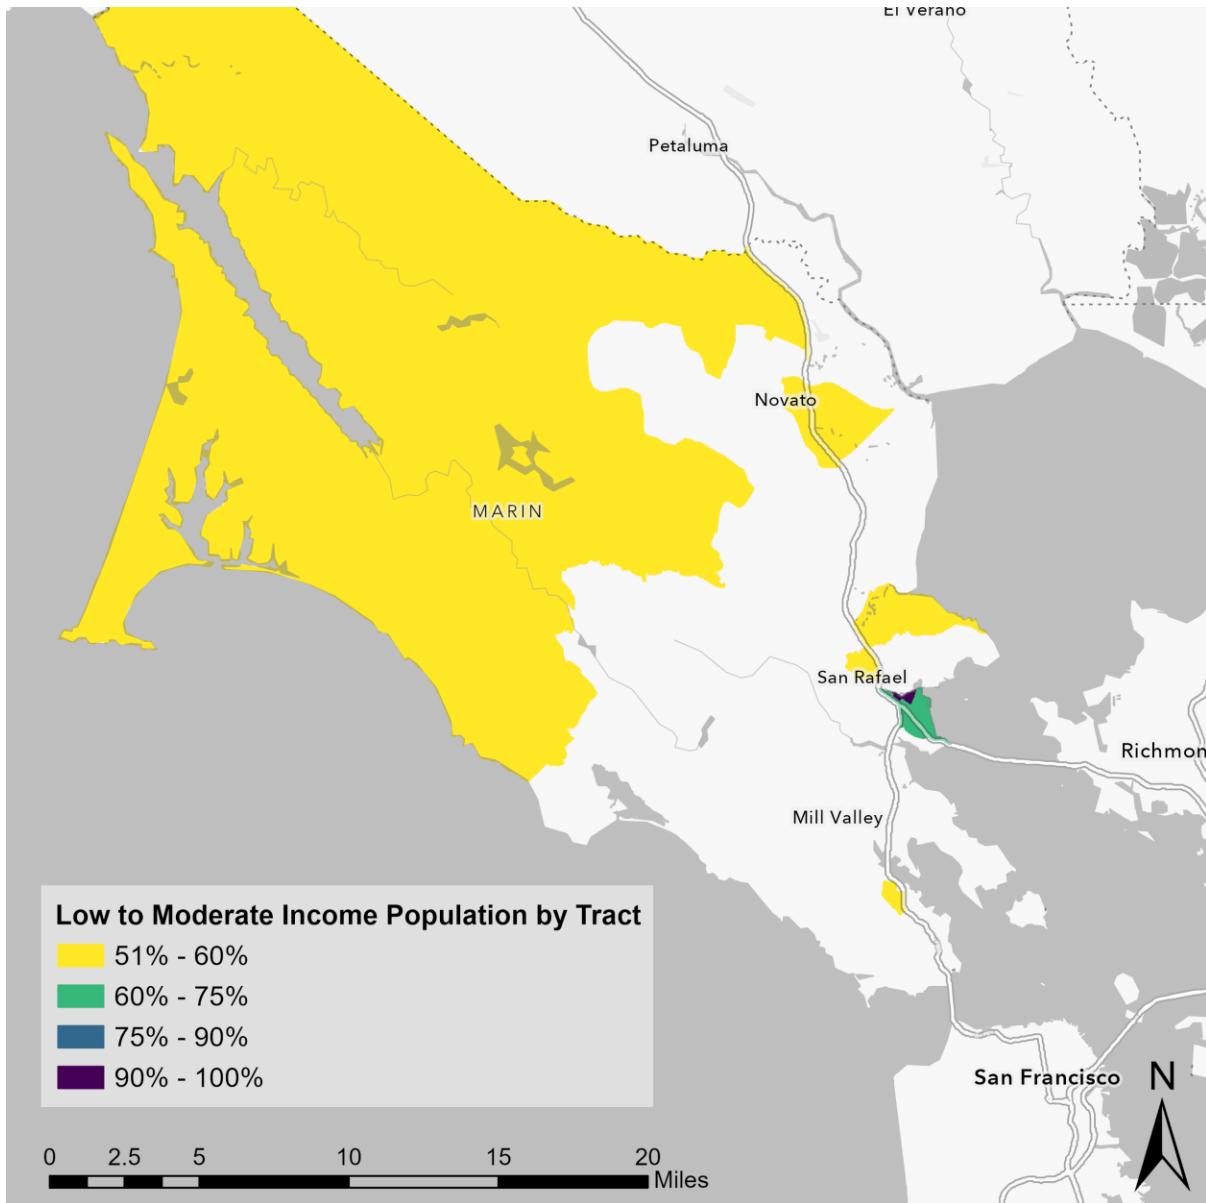 El Verano
Petaluma
Novato
MARIN
San Rafael
Richmon
Mill Valley
Low to Moderate Income Population by Tract
51% - 60%
60% - 75%
75% - 90%
90% - 100%
San Francisco
N
0 2.5 5 10 15 20
Miles